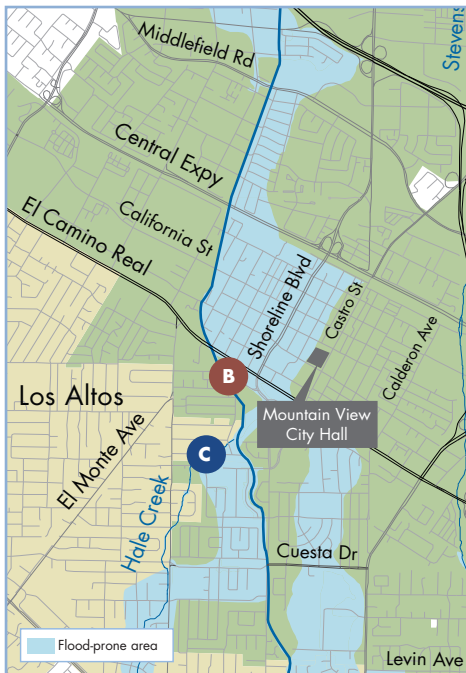 Middlefield Rd
Stevens
Central Expy
California St
El Camino Real
Shoreline Blvd
Castro St
Calderon Ave
B
Mountain View
City Hall
Los Altos
El Monte Ave
C
Hale Creek
Cuesta Dr
Flood-prone area
Levin Ave